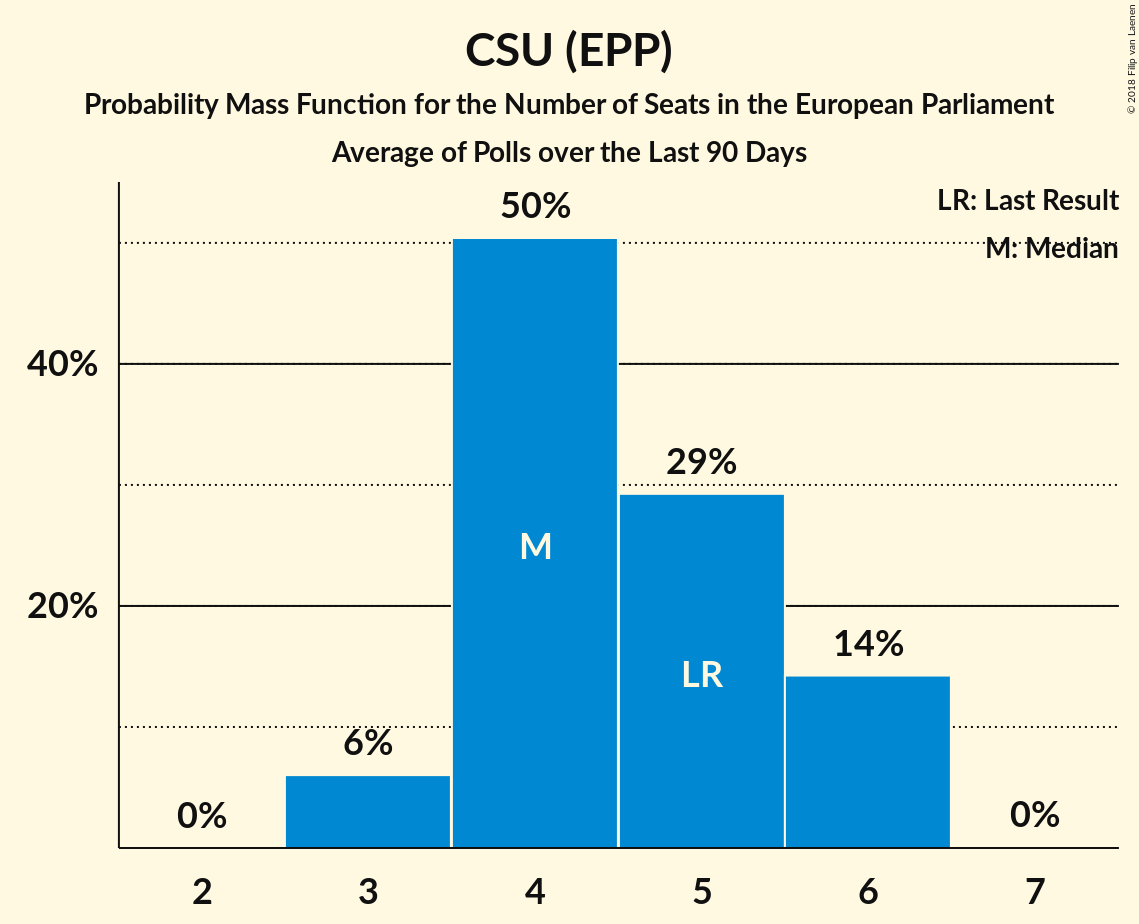 CSU (EPP)
Probability Mass Function for the Number of Seats in the European Parliament
Average of Polls over the Last 90 Days
© 2018 Filip van Laenen
LR: Last Result
M: Median
50%
40%
29%
M
20%
14%
LR
6%
0%
0%
2 3 4 5 6 7